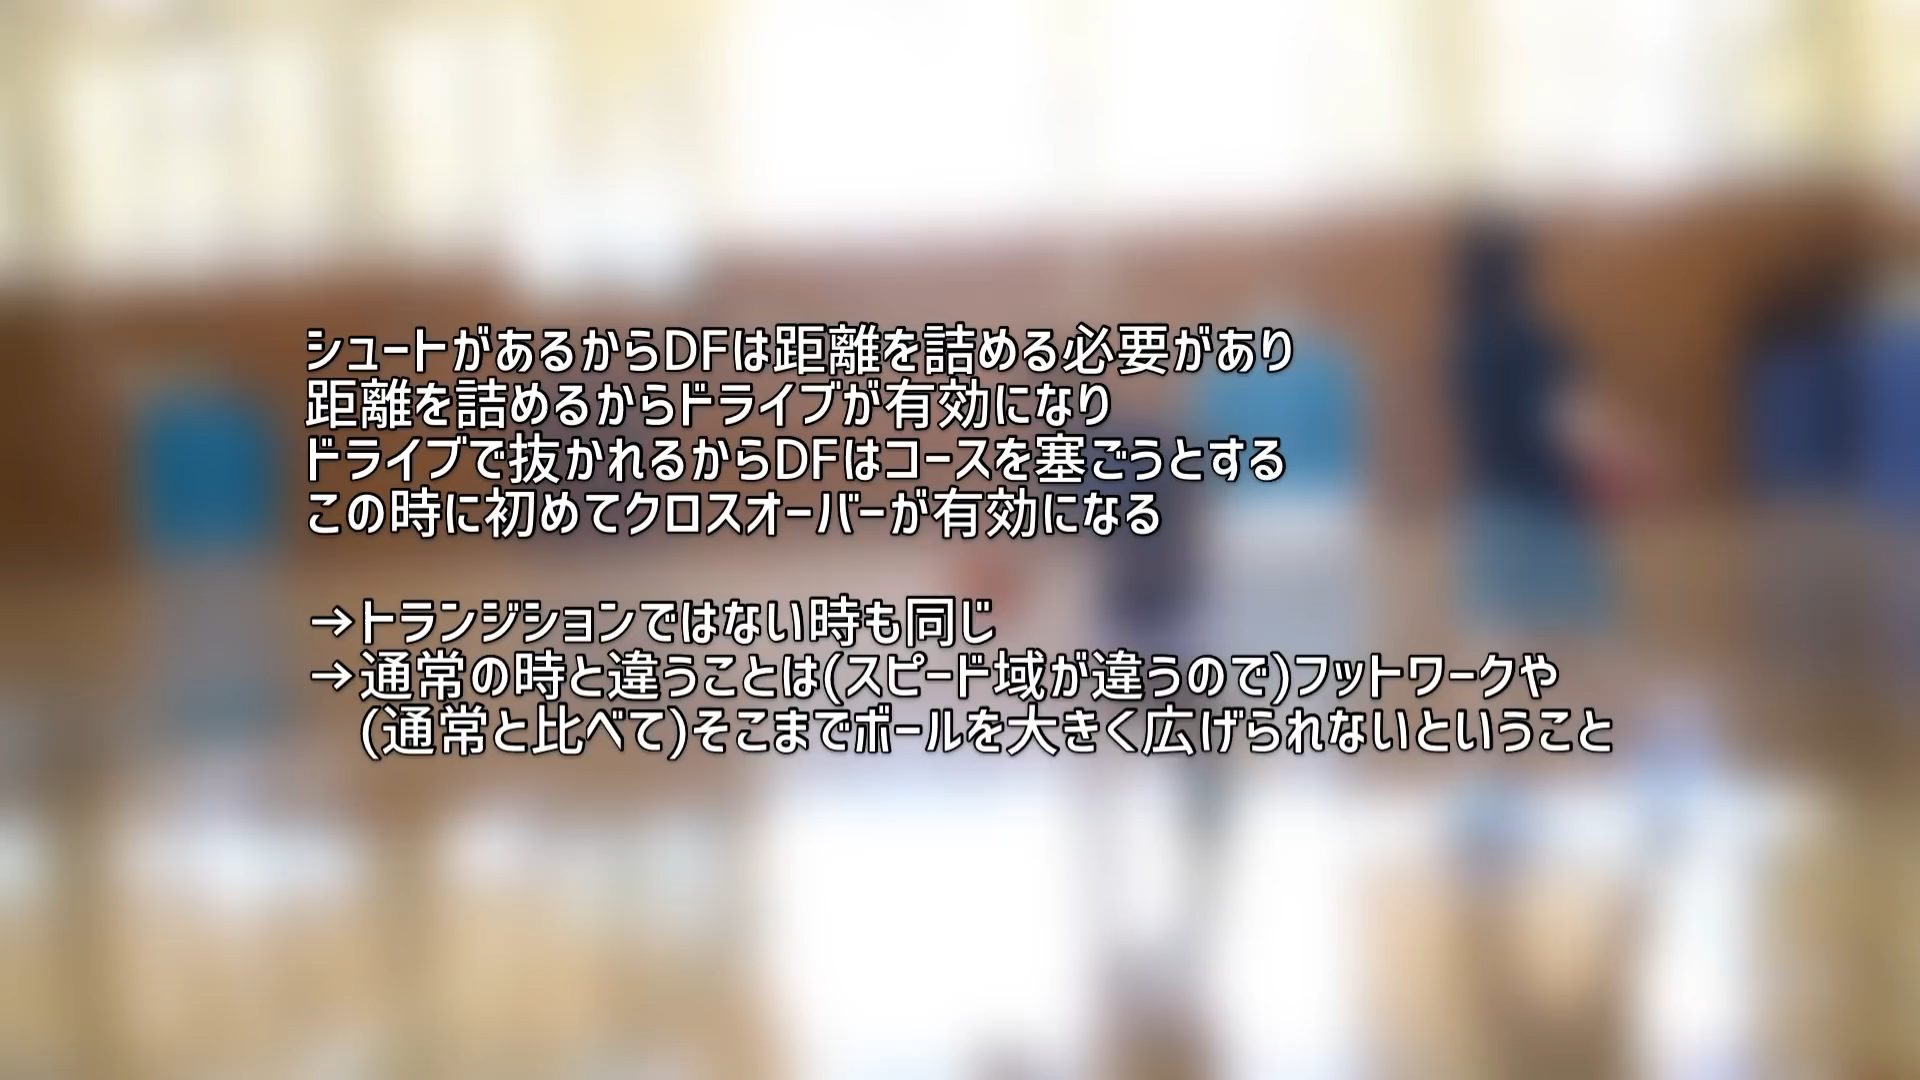 シュートがあるからDFは距離を詰める必要があり
距離を詰めるからドライブが有効になり
ドライブで抜かれるからDFはコースを塞ごうとする
この時に初めてクロスオーバーが有効になる
→トランジションではない時も同じ
→通常の時と違うことは(スピード域が違うので)フットワークや
(通常と比べて)そこまでボールを大きく広げられないということ